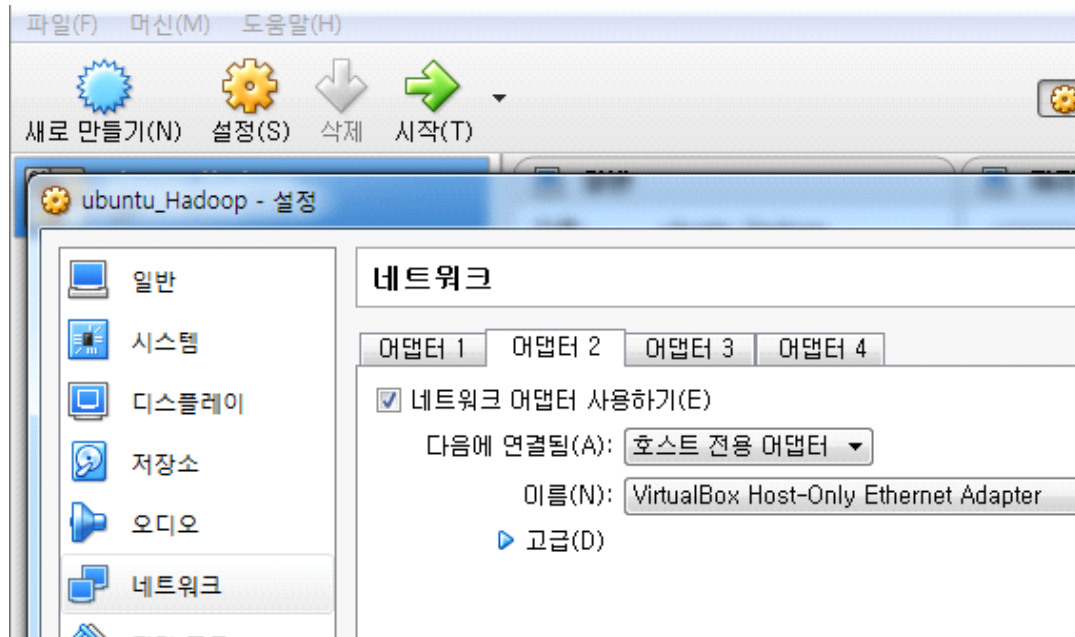 파일(F) 머신(M) 도움말(H)
새로 만들기(N) 설정(S) 삭제 시작(T)
ubuntu_Hadoop - 설정
일반
시스템
디스플레이
저장소
오디오
네트워크
네트워크
어댑터 1 어댑터 2 어댑터 3 어댑터 4
네트워크 어댑터 사용하기(E)
다음에 연결됨(A): 호스트 전용 어댑터
이름(N): VirtualBox Host-Only Ethernet Adapter
고급(D)